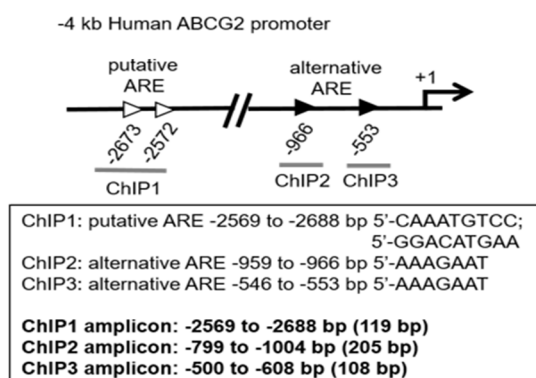 -4 kb Human ABCG2 promoter
putative
ARE
alternative
ARE
+1
-2673
-2572
-966
-553
ChIP1
ChIP2
ChIP3
ChIP1: putative ARE -2569 to -2688 bp 5'-CAAATGTCC;
5'-GGACATGAA
ChIP2: alternative ARE -959 to -966 bp 5'-AAAGAAT
ChIP3: alternative ARE -546 to -553 bp 5'-AAAGAAT
ChIP1 amplicon: -2569 to -2688 bp (119 bp)
ChIP2 amplicon: -799 to -1004 bp (205 bp)
ChIP3 amplicon: -500 to -608 bp (108 bp)